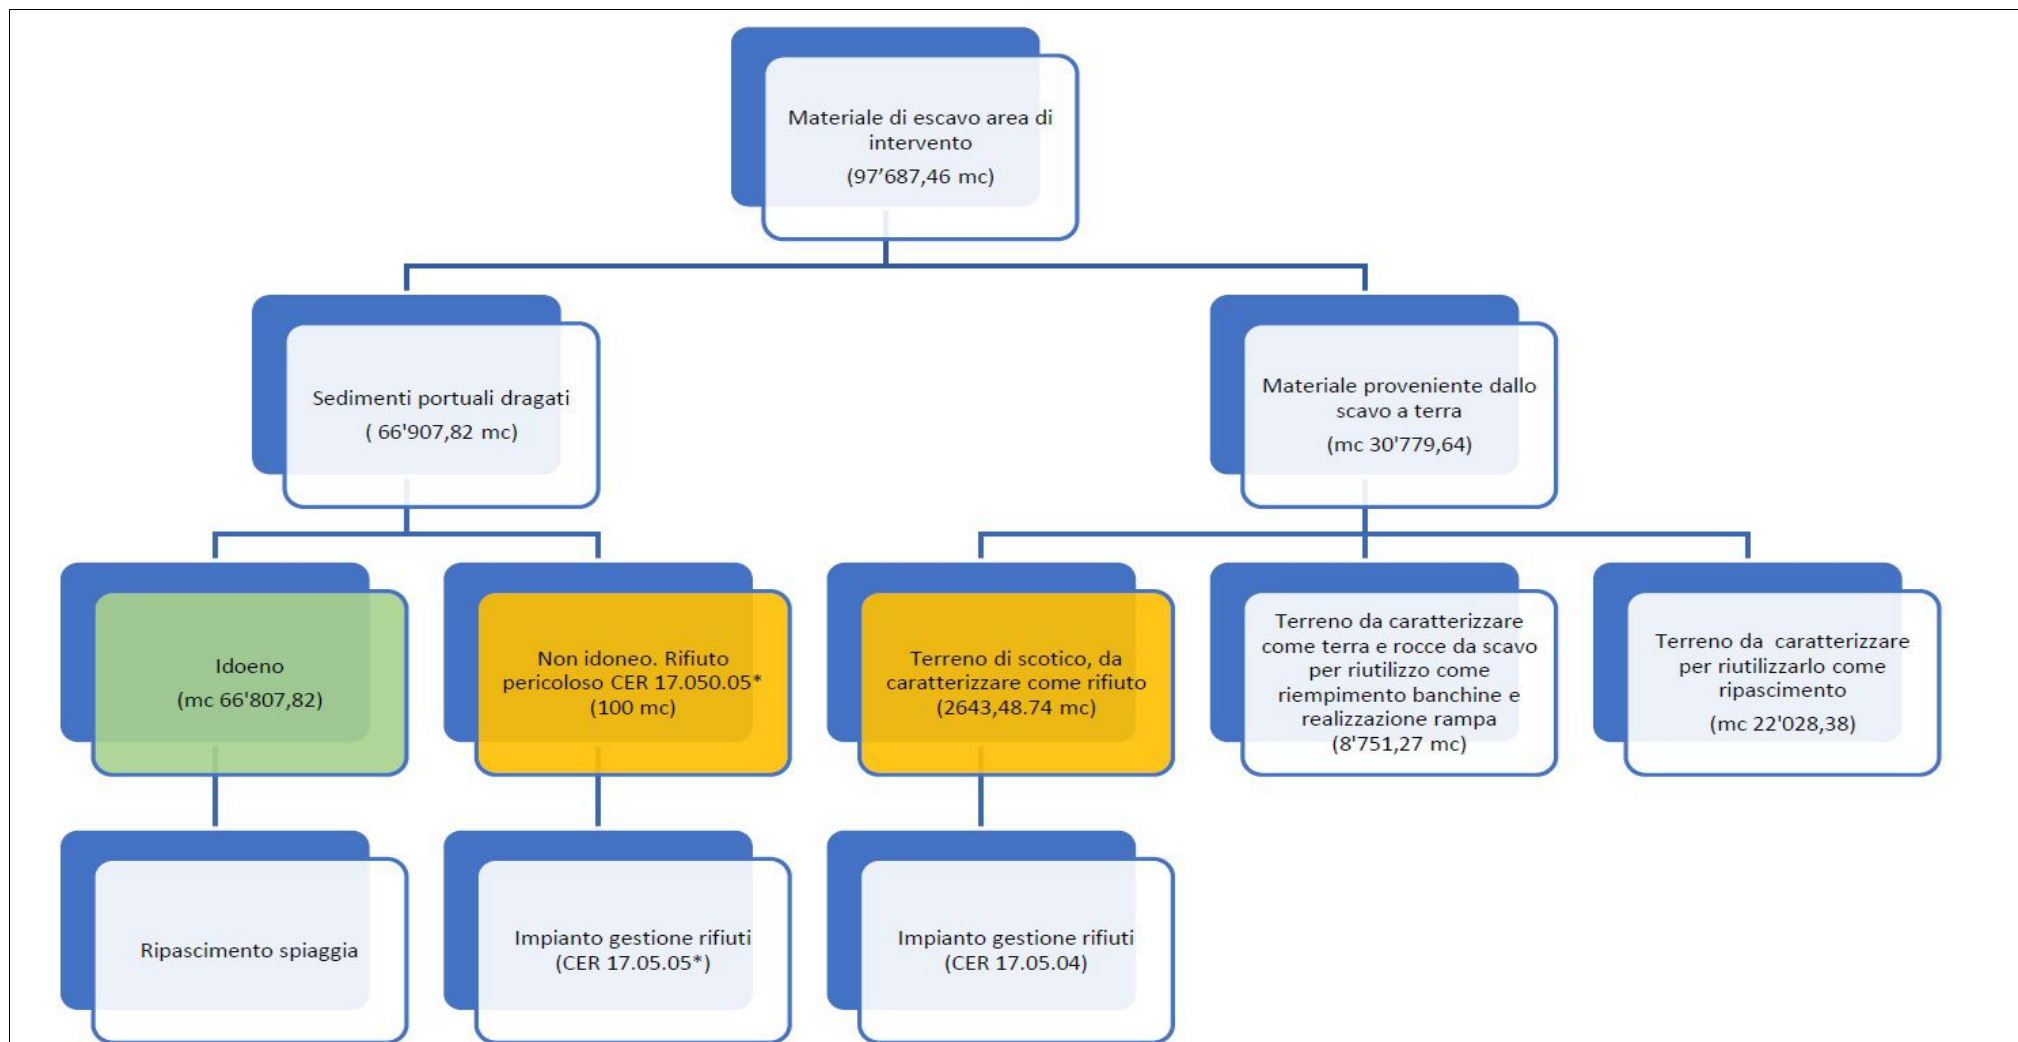 Materiale di escavo area di
intervento
(97’687,46 mc)
Sedimenti portuali dragati
( 66'907,82 mc)
Materiale proveniente dallo
scavo a terra
(mc 30'779,64)
Idoeno
(mc 66'807,82)
Non idoneo. Rifiuto
pericoloso CER 17.050.05*
(100 mc)
Terreno di scotico, da
caratterizzare come rifiuto
(2643,48.74 mc)
Terreno da caratterizzare
come terra e rocce da scavo
per riutilizzo come
riempimento banchine e
realizzazione rampa
(8'751,27 mc)
Terreno da  caratterizzare
per riutilizzarlo come
ripascimento
(mc 22'028,38)
Ripascimento spiaggia
Impianto gestione rifiuti
(CER 17.05.05*)
Impianto gestione rifiuti
(CER 17.05.04)